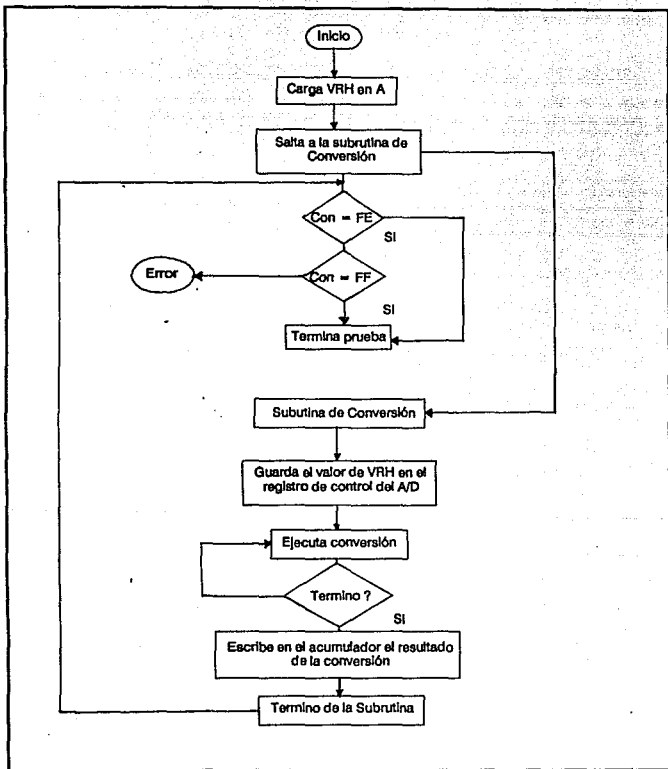 Inicio
Carga VRH en A
Salta a la subrutina de
Conversión
Con = FE
SI
Con = FF
Error
SI
Termina prueba
Subutina de Conversión
Guarda el valor de VRH en el
registro de control del A/D
Ejecuta conversión
Termino ?
SI
Escribe en el acumulador el resultado
de la conversión
Termino de la Subrutina